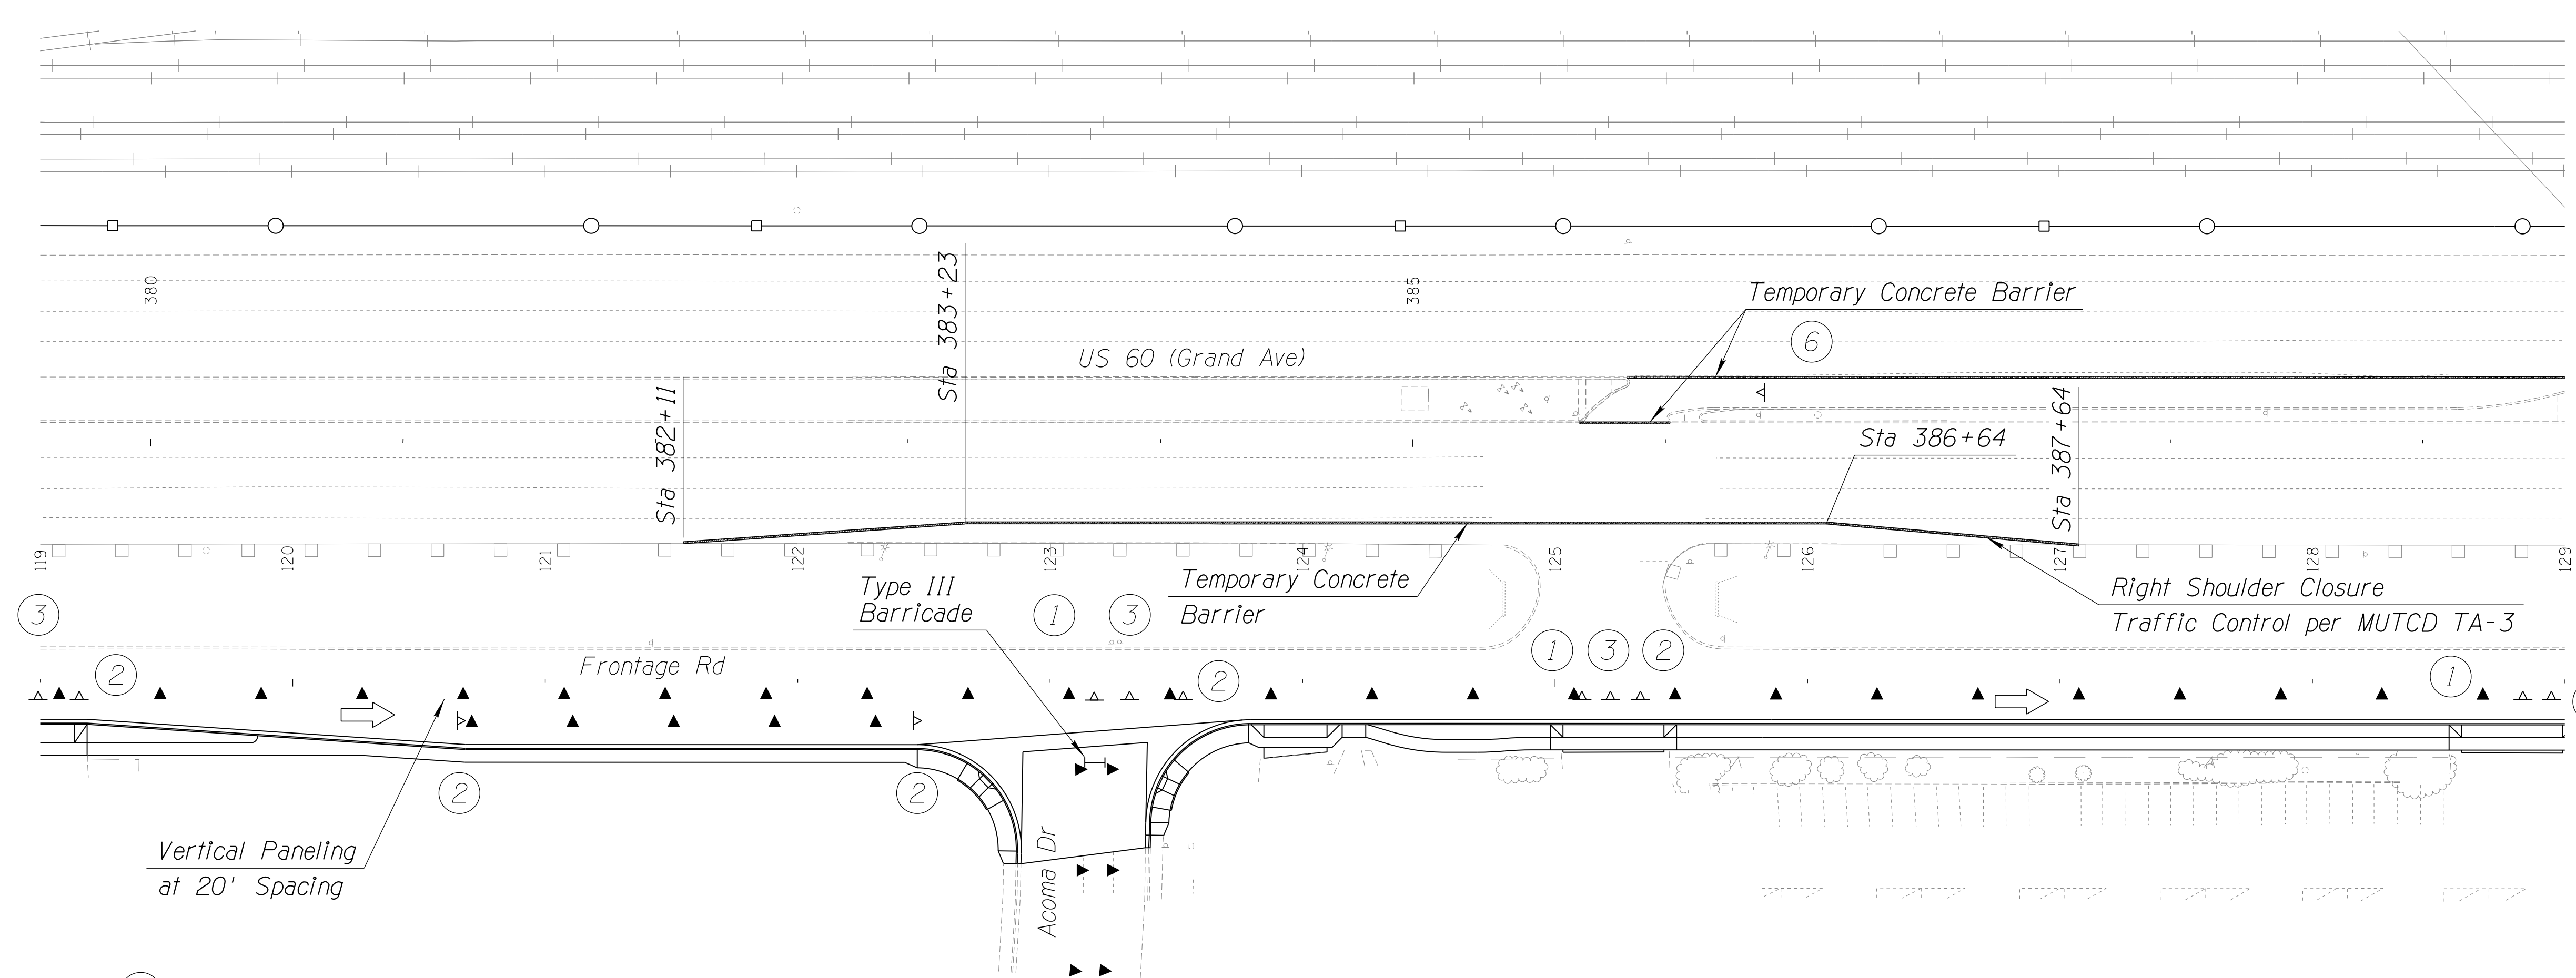 380
385
Sta 383+23
Temporary Concrete Barrier
6
US 60 (Grand Ave)
Sta 382+11
Sta 386+64
Sta 387+64
119
120
121
122
123
124
125
126
127
128
129
Type III
Barricade
Temporary Concrete
Barrier
Right Shoulder Closure
Traffic Control per MUTCD TA-3
3
1
3
1
3
2
2
Frontage Rd
2
1
2
2
Vertical Paneling
at 20' Spacing
Acoma Dr